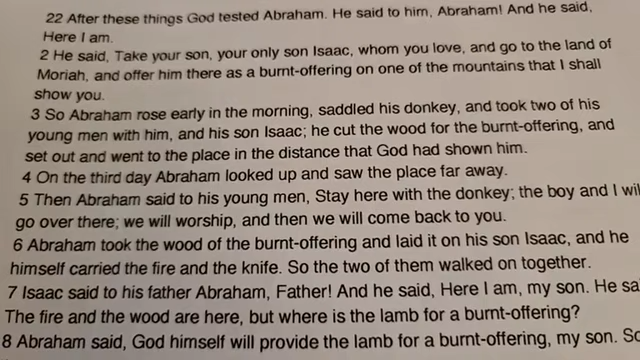 22 After these things God tested Abraham. He said to him, Abraham! And he said,
Here I am.
2 He said, Take your son, your only son Isaac, whom you love, and go to the land of
Moriah, and offer him there as a burnt-offering on one of the mountains that I shall
show you.
3 So Abraham rose early in the morning, saddled his donkey, and took two of his
young men with him, and his son Isaac; he cut the wood for the burnt-offering, and
set out and went to the place in the distance that God had shown him.
4 On the third day Abraham looked up and saw the place far away.
5 Then Abraham said to his young men, Stay here with the donkey; the boy and I wil
go over there; we will worship, and then we will come back to you.
6 Abraham took the wood of the burnt-offering and laid it on his son Isaac, and he
himself carried the fire and the knife. So the two of them walked on together.
7 Isaac said to his father Abraham, Father! And he said, Here I am, my son. He sa
The fire and the wood are here, but where is the lamb for a burnt-offering?
8 Abraham said, God himself will provide the lamb for a burnt-offering, my son. So